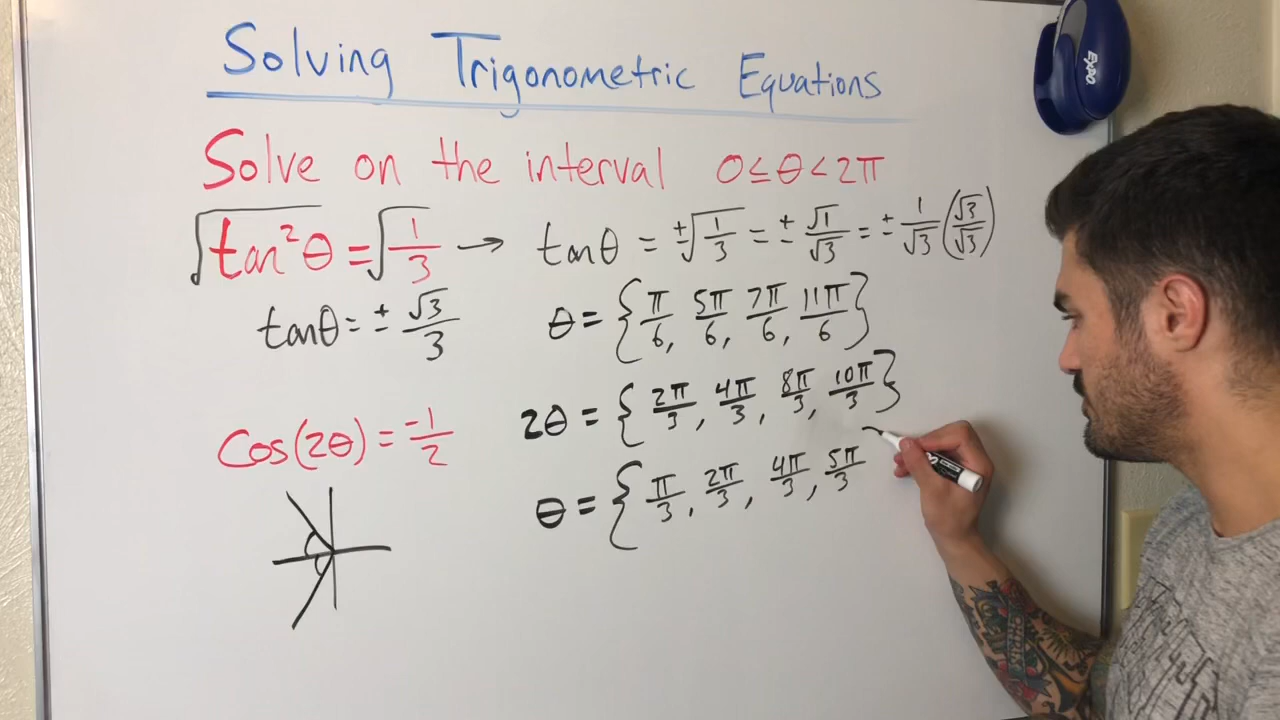 Solving Trigonometric Equations
Solve on the interval 0 ≤ θ < 2π
√tan²θ = √1/3 → tanθ = ±√1/3 = ± √1/√3 = ± 1/√3 (√3/√3)
tanθ = ± √3/3
θ = {π/6, 5π/6, 7π/6, 11π/6}
cos(2θ) = -1/2
2θ = {2π/3, 4π/3, 8π/3, 10π/3}
θ = {π/3, 2π/3, 4π/3, 5π/3
EXPO